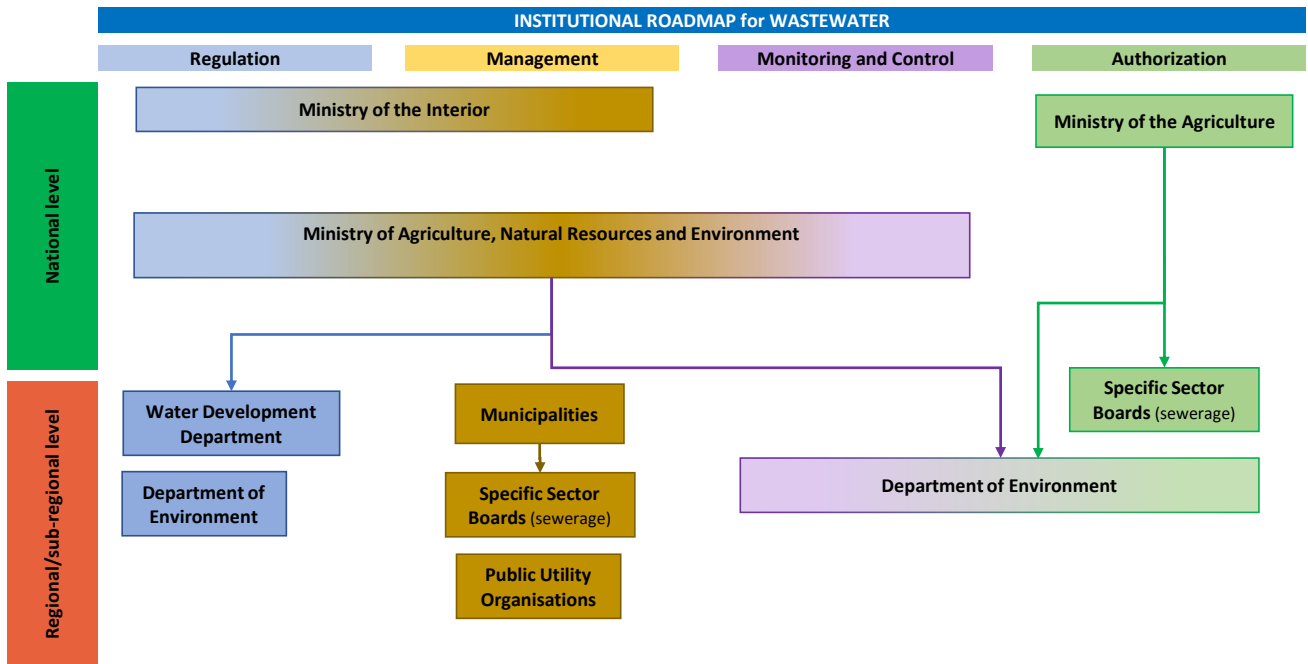 INSTITUTIONAL ROADMAP for WASTEWATER
Regulation
Management
Monitoring and Control
Authorization
National level
Ministry of the Interior
Ministry of the Agriculture
Ministry of Agriculture, Natural Resources and Environment
Regional/sub-regional level
Water Development
Department
Municipalities
Specific Sector
Boards (sewerage)
Department of
Environment
Specific Sector
Boards (sewerage)
Department of Environment
Public Utility
Organisations